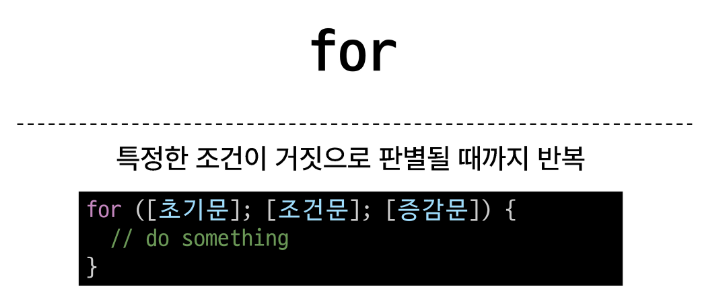 for
특정한 조건이 거짓으로 판별될 때까지 반복
for ([초기문]; [조건문]; [증감문]) {
  // do something
}